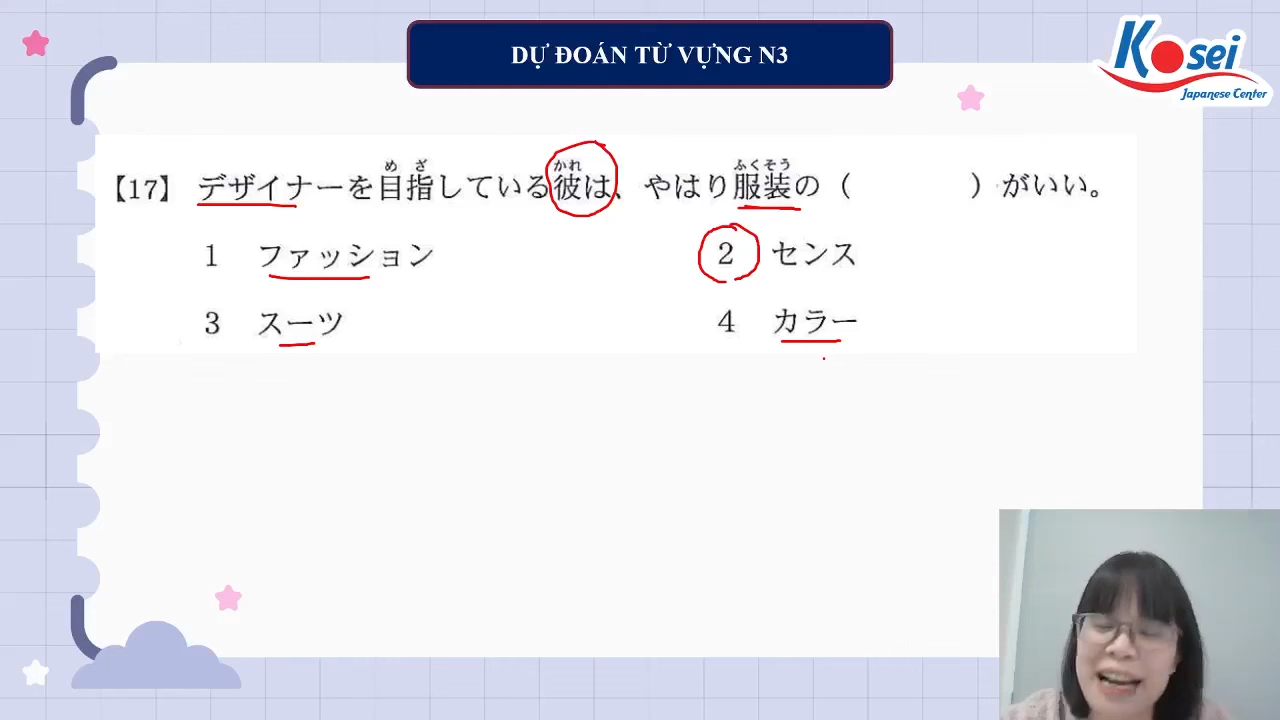 DỰ ĐOÁN TỪ VỰNG N3
Kosei
Japanese Center
【17】 デザイナーを目指している彼は、やはり服装の（　　　　）がいい。
めざ かれ ふくそう
1 ファッション 2 センス
3 スーツ 4 カラー